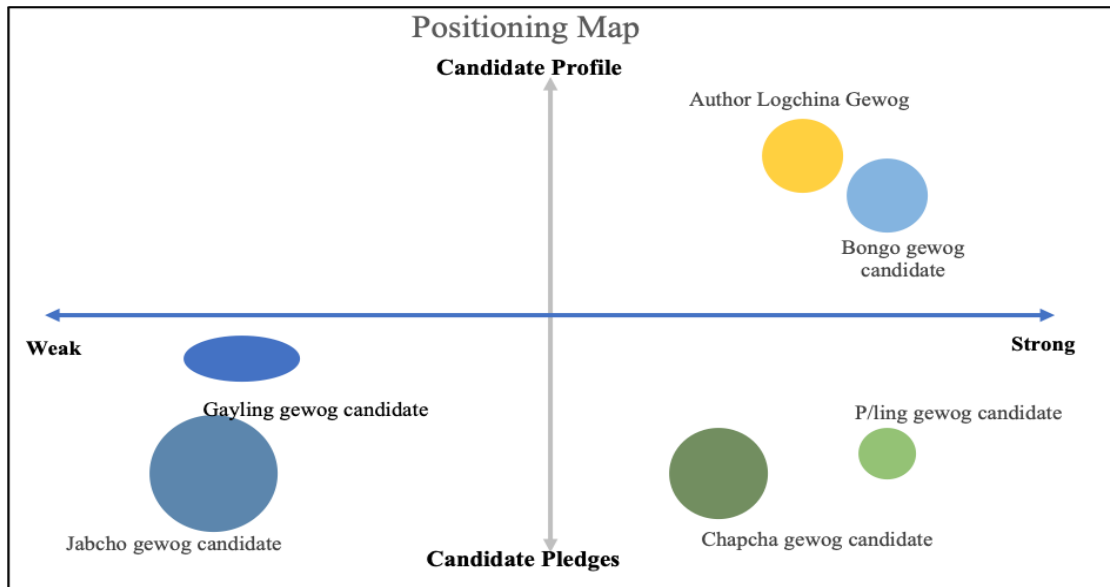 Positioning Map
Candidate Profile
Author Logchina Gewog
Bongo gewog
candidate
Weak
Strong
Gayling gewog candidate
P/ling gewog candidate
Jabcho gewog candidate
Chapcha gewog candidate
Candidate Pledges